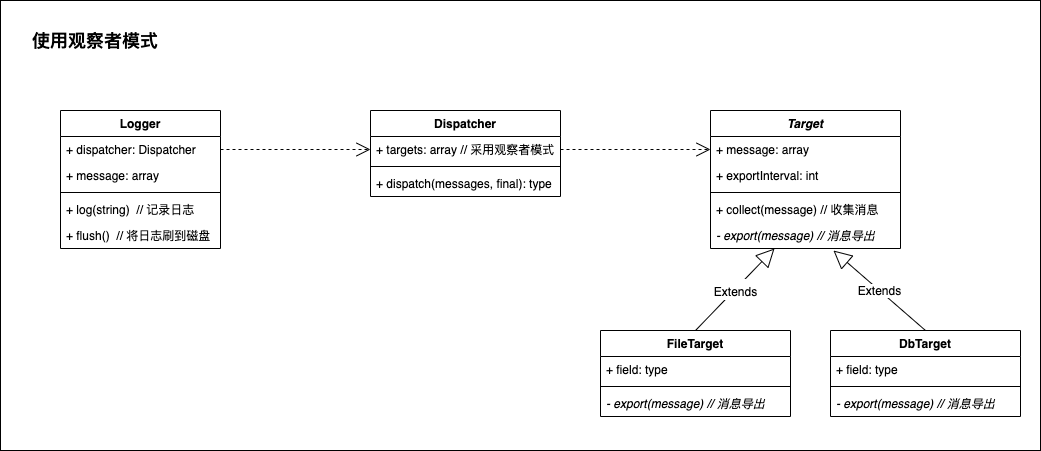 使用观察者模式
Logger
+ dispatcher: Dispatcher
+ message: array
+ log(string)  // 记录日志
+ flush()  // 将日志刷到磁盘
Dispatcher
+ targets: array // 采用观察者模式
+ dispatch(messages, final): type
Target
+ message: array
+ exportInterval: int
+ collect(message) // 收集消息
- export(message) // 消息导出
Extends
Extends
FileTarget
+ field: type
- export(message) // 消息导出
DbTarget
+ field: type
- export(message) // 消息导出